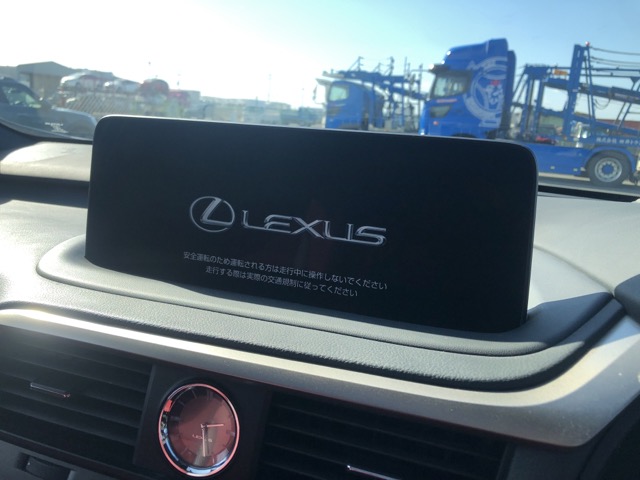 LEXUS
安全運転のため運転される方は走行中に操作しないでください
走行する際は実際の交通規則に従ってください